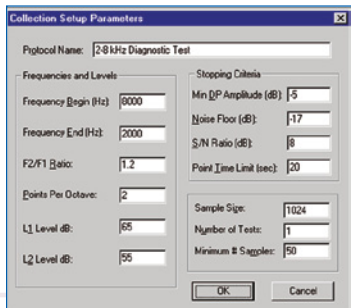 Collection Setup Parameters
Protocol Name: 2-8 kHz Diagnostic Test
Frequencies and Levels
Frequency Begin (Hz): 8000
Frequency End (Hz): 2000
F2/F1 Ratio: 1.2
Points Per Octave: 2
L1 Level dB: 65
L2 Level dB: 55
Stopping Criteria
Min DP Amplitude (dB): -5
Noise Floor (dB): -17
S/N Ratio (dB): 8
Point Time Limit (sec): 20
Sample Size: 1024
Number of Tests: 1
Minimum # Samples: 50
OK
Cancel